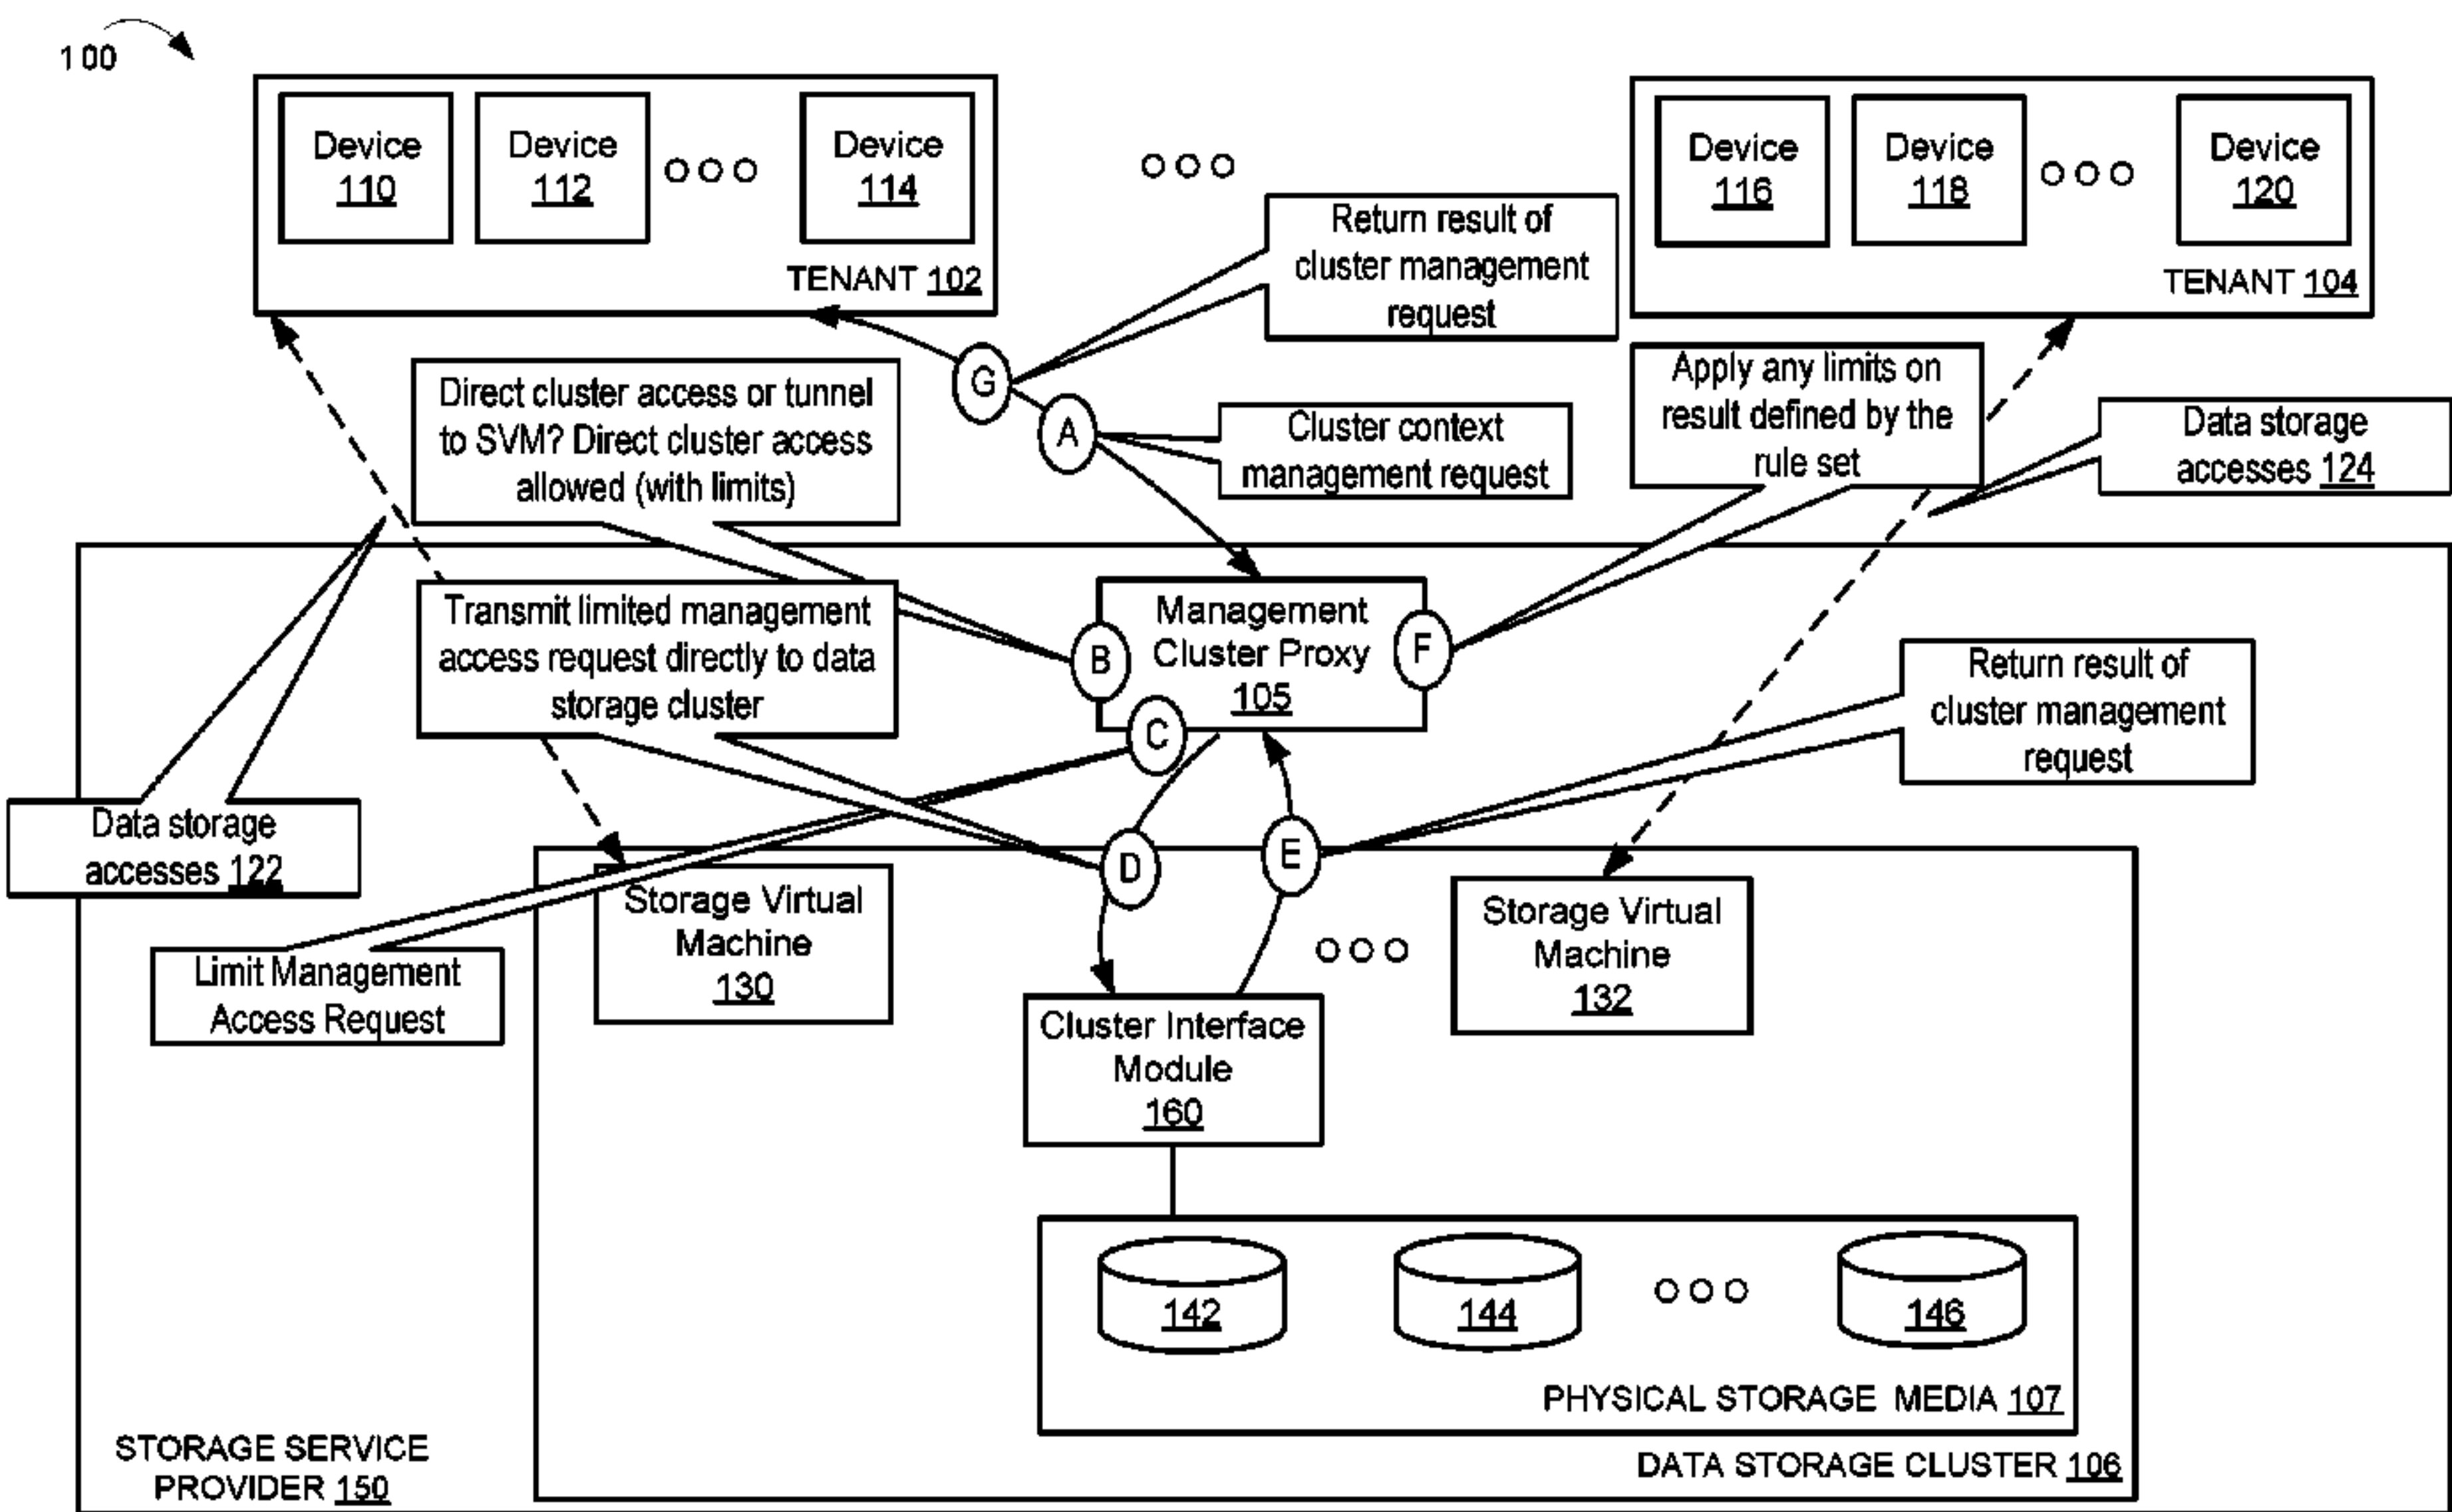 100
Device
110
Device
112
Device
114
TENANT 102
Device
116
Device
118
Device
120
TENANT 104
Return result of
cluster management
request
G
A
Cluster context
management request
Direct cluster access or tunnel
to SVM? Direct cluster access
allowed (with limits)
Apply any limits on
result defined by the
rule set
Data storage
accesses 124
Transmit limited management
access request directly to data
storage cluster
Management
Cluster Proxy
105
B
C
F
Return result of
cluster management
request
Data storage
accesses 122
D
E
Limit Management
Access Request
Storage Virtual
Machine
130
Storage Virtual
Machine
132
Cluster Interface
Module
160
142
144
146
PHYSICAL STORAGE MEDIA 107
DATA STORAGE CLUSTER 106
STORAGE SERVICE
PROVIDER 150